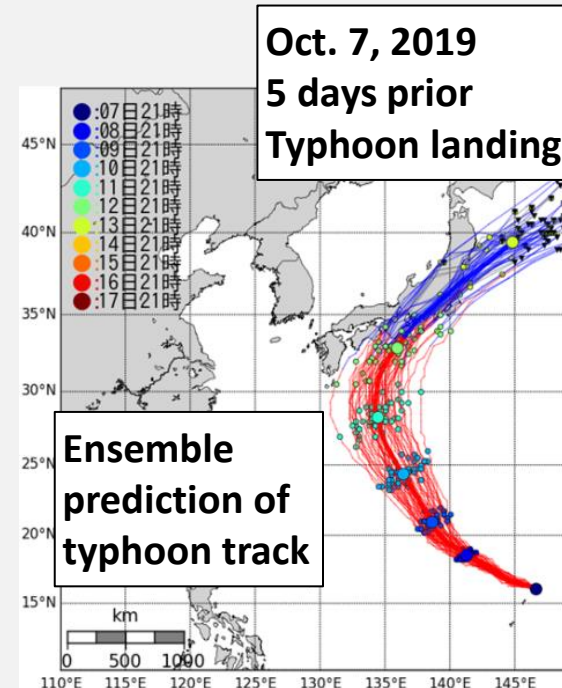 Oct. 7, 2019
5 days prior
Typhoon landing
:07日21時
:08日21時
:09日21時
:10日21時
:11日21時
:12日21時
:13日21時
:14日21時
:15日21時
:16日21時
:17日21時
45°N
40°N
35°N
30°N
25°N
20°N
15°N
Ensemble
prediction of
typhoon track
km
0 500 1000
110°E 115°E 120°E 125°E 130°E 135°E 140°E 145°E